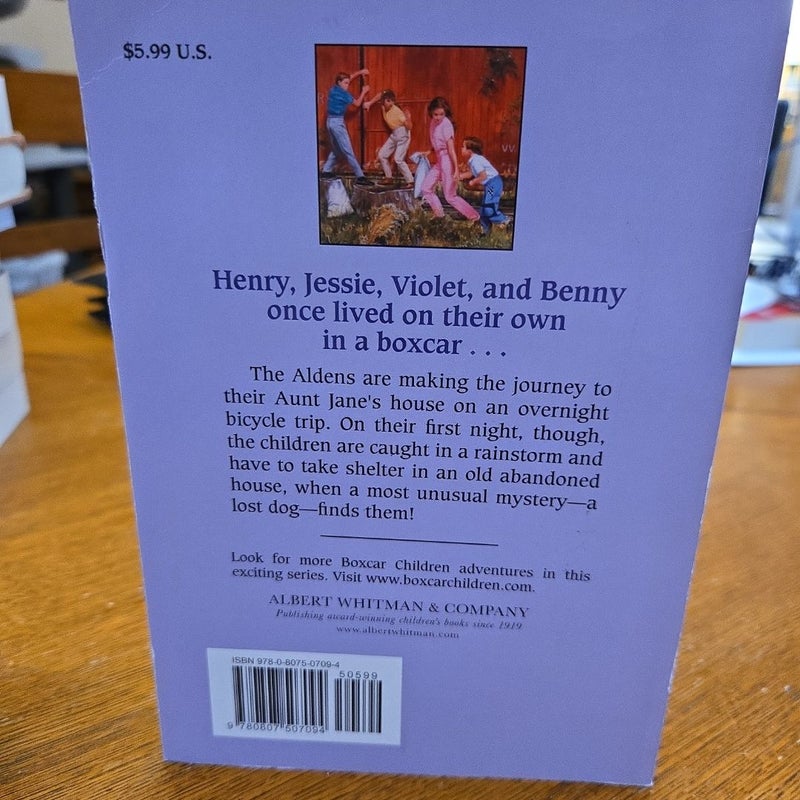 $5.99 U.S.
Henry, Jessie, Violet, and Benny
once lived on their own
in a boxcar . . .
The Aldens are making the journey to
their Aunt Jane's house on an overnight
bicycle trip. On their first night, though,
the children are caught in a rainstorm and
have to take shelter in an old abandoned
house, when a most unusual mystery—a
lost dog—finds them!
Look for more Boxcar Children adventures in this
exciting series. Visit www.boxcarchildren.com.
ALBERT WHITMAN & COMPANY
Publishing award-winning children's books since 1919
www.albertwhitman.com
ISBN 978-0-8075-0709-4
50599
9 780807 507094